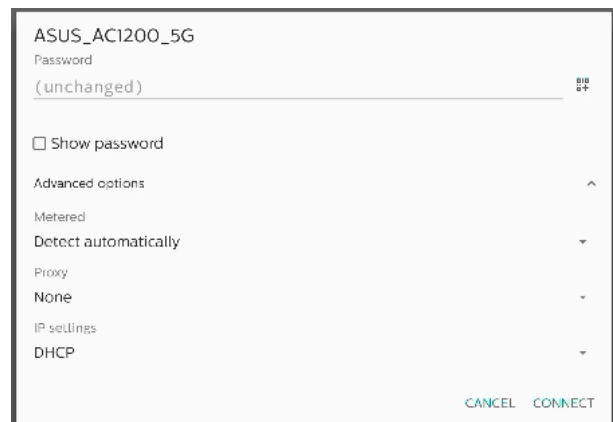 ASUS_AC1200_5G
Password
(unchanged)
Show password
Advanced options
Metered
Detect automatically
Proxy
None
IP settings
DHCP
CANCEL CONNECT